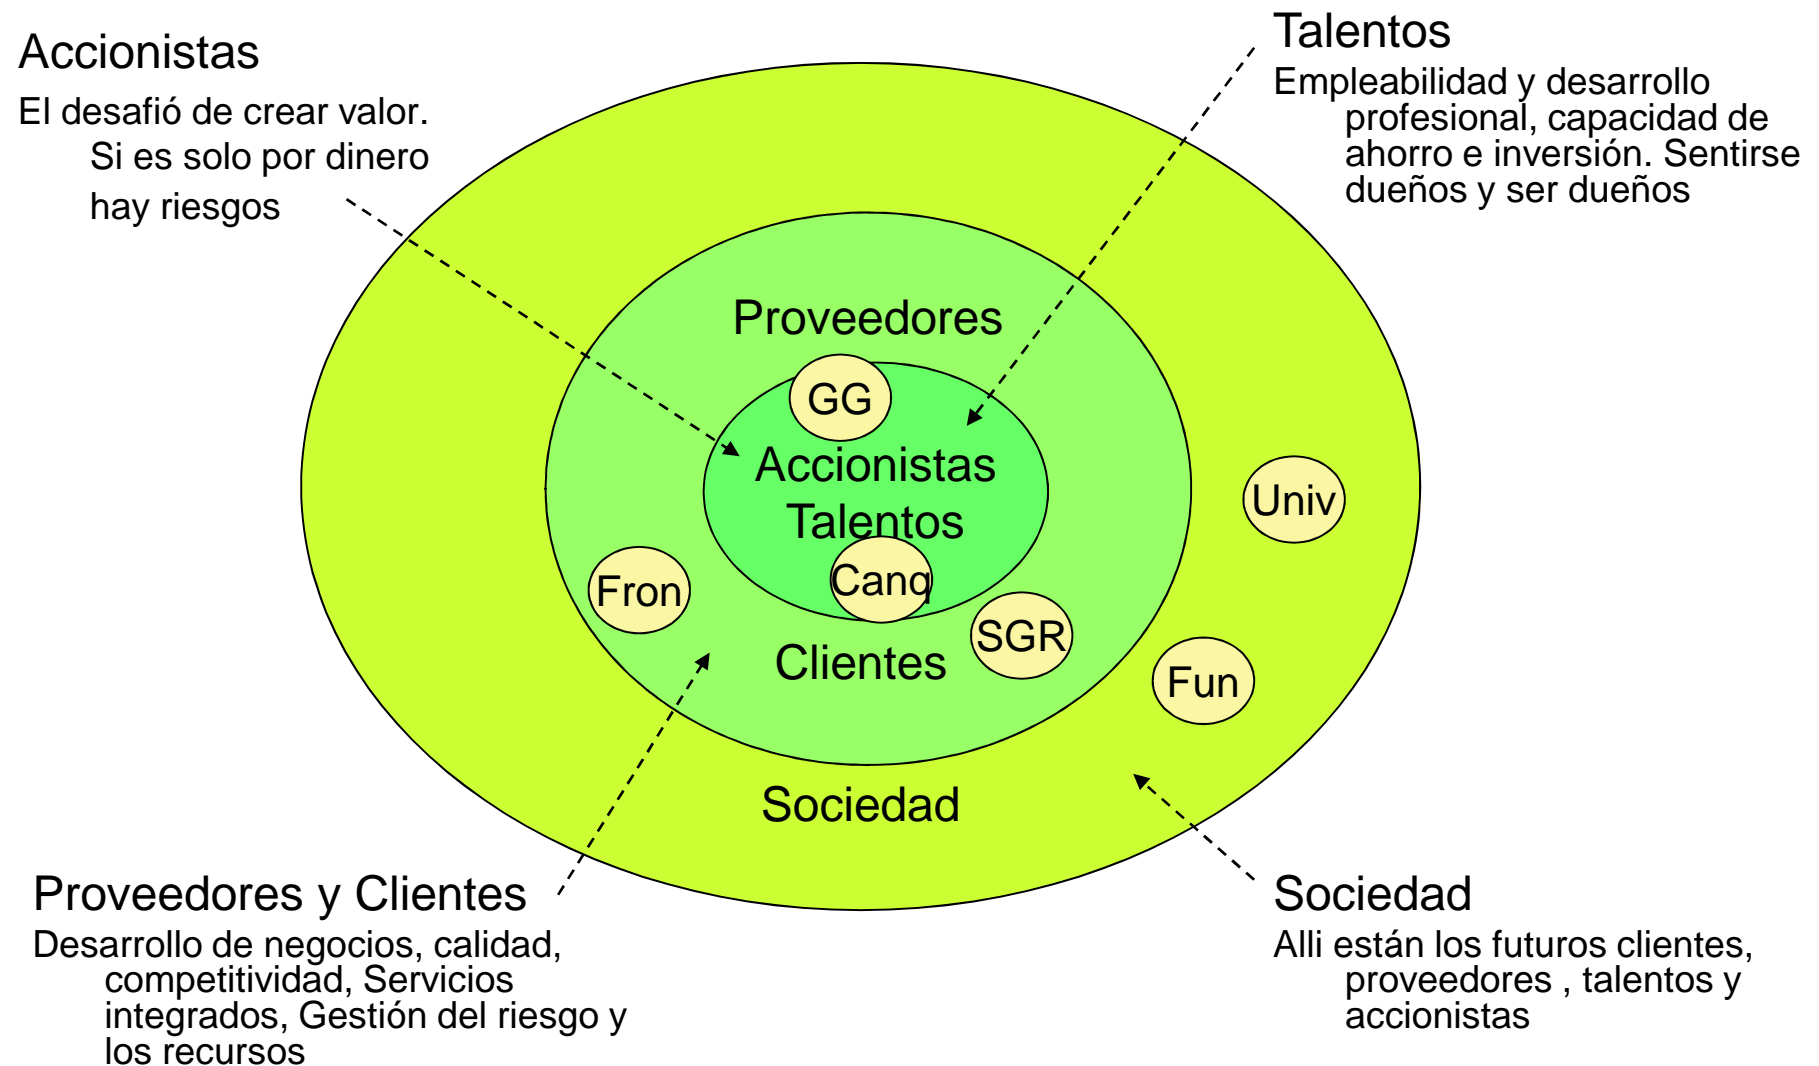 Accionistas
El desafió de crear valor.
Si es solo por dinero
hay riesgos
Talentos
Empleabilidad y desarrollo
profesional, capacidad de
ahorro e inversión. Sentirse
dueños y ser dueños
Proveedores
GG
Accionistas
Talentos
Canq
Fron
SGR
Clientes
Univ
Fun
Sociedad
Proveedores y Clientes
Desarrollo de negocios, calidad,
competitividad, Servicios
integrados, Gestión del riesgo y
los recursos
Sociedad
Alli están los futuros clientes,
proveedores , talentos y
accionistas